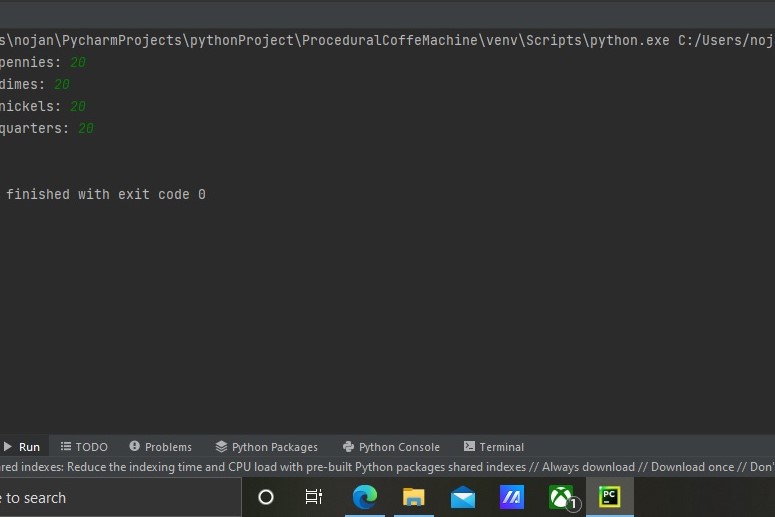 s\nojan\PycharmProjects\pythonProject\ProceduralCoffeMachine\venv\Scripts\python.exe C:/Users/noj
pennies: 20
dimes: 20
nickels: 20
quarters: 20
finished with exit code 0
Run TODO Problems Python Packages Python Console Terminal
red indexes: Reduce the indexing time and CPU load with pre-built Python packages shared indexes // Always download // Download once // Don'
e to search 1 PC